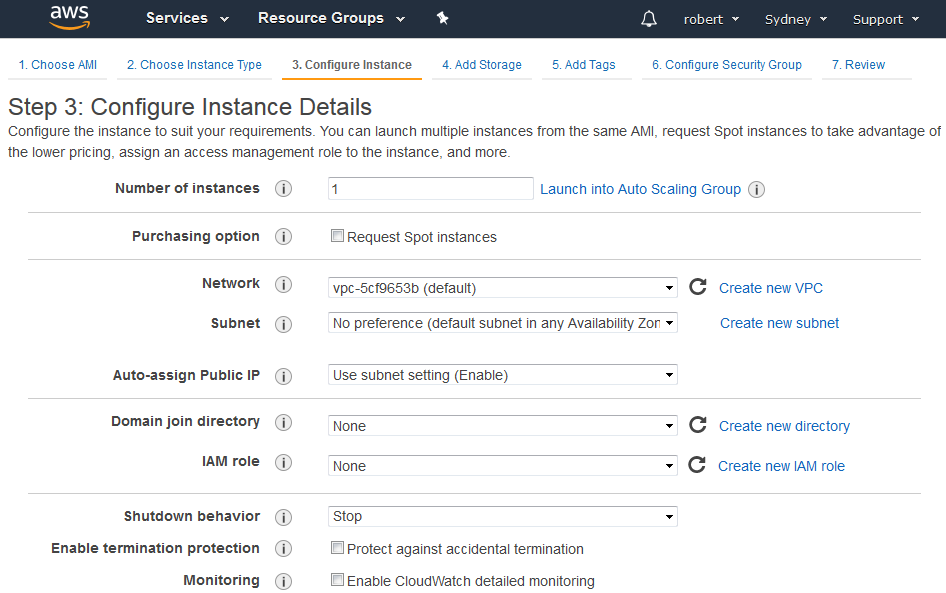 aws Services Resource Groups robert Sydney Support
1. Choose AMI 2. Choose Instance Type 3. Configure Instance 4. Add Storage 5. Add Tags 6. Configure Security Group 7. Review
Step 3: Configure Instance Details
Configure the instance to suit your requirements. You can launch multiple instances from the same AMI, request Spot instances to take advantage of
the lower pricing, assign an access management role to the instance, and more.
Number of instances i 1 Launch into Auto Scaling Group i
Purchasing option i Request Spot instances
Network i vpc-5cf9653b (default) Create new VPC
Subnet i No preference (default subnet in any Availability Zon Create new subnet
Auto-assign Public IP i Use subnet setting (Enable)
Domain join directory i None Create new directory
IAM role i None Create new IAM role
Shutdown behavior i Stop
Enable termination protection i Protect against accidental termination
Monitoring i Enable CloudWatch detailed monitoring